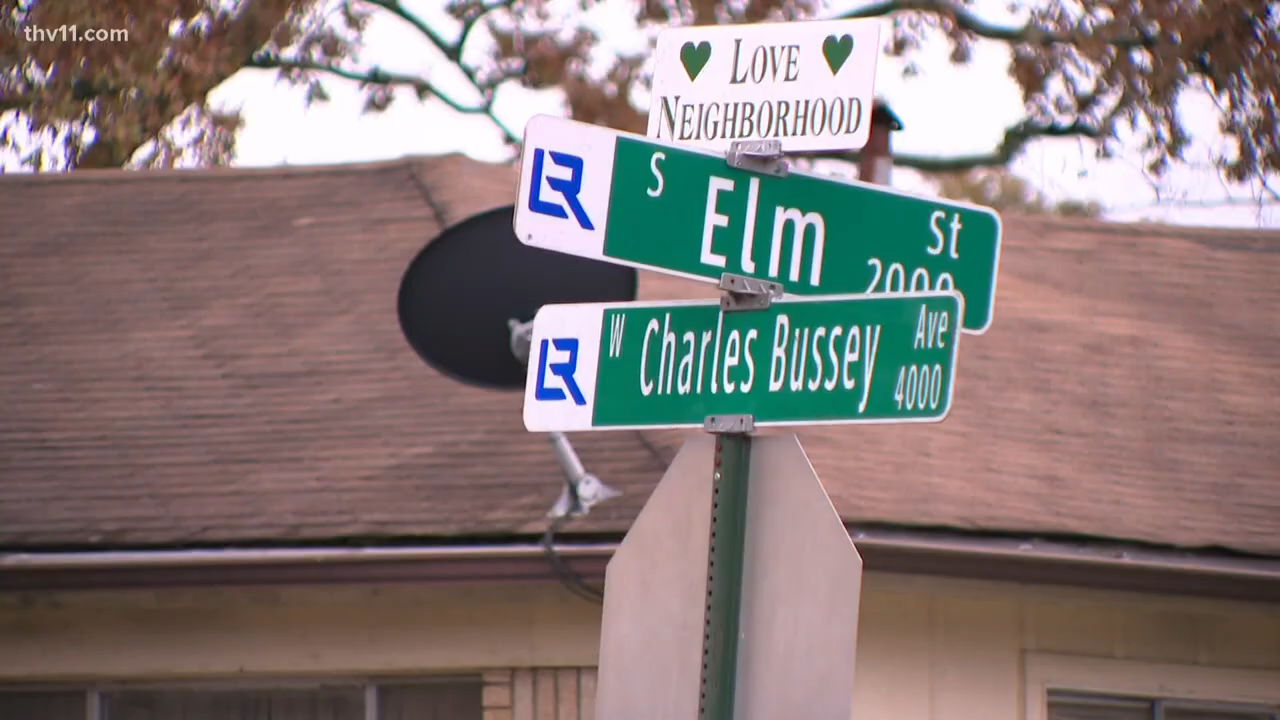 thv11.com
LOVE
NEIGHBORHOOD
LR S Elm St
2000
LR W Charles Bussey Ave
4000